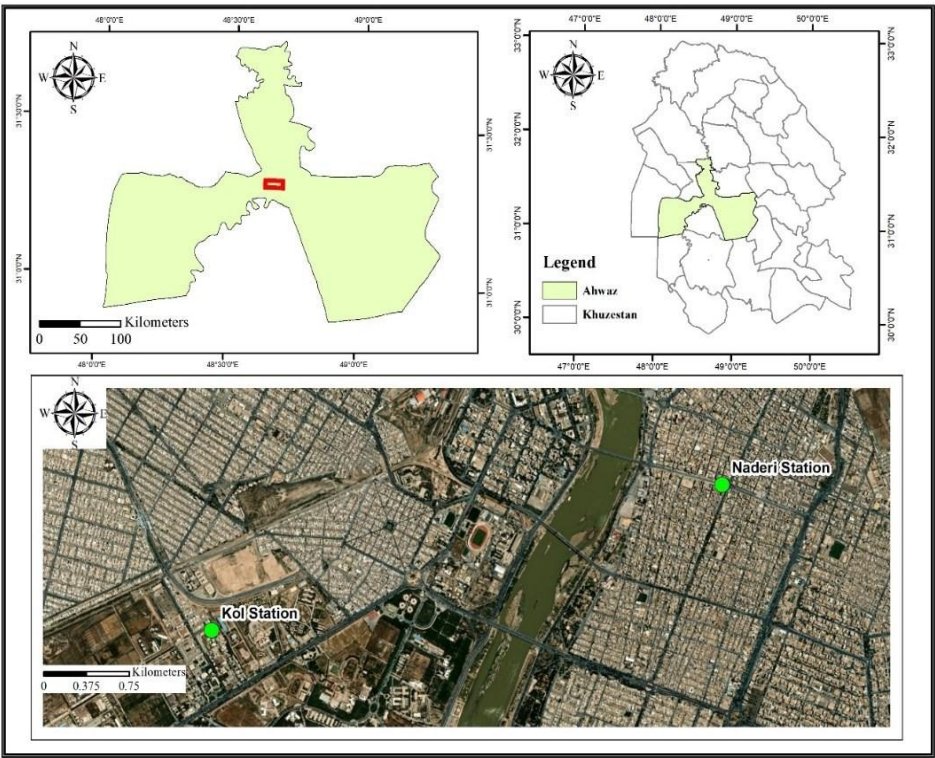 48°0'0"E 48°30'0"E 49°0'0"E
N
W E
S
31°30'0"N
31°0'0"N
31°30'0"N
31°0'0"N
Kilometers
0 50 100
48°0'0"E 48°30'0"E 49°0'0"E
47°0'0"E 48°0'0"E 49°0'0"E 50°0'0"E
N
W E
S
33°0'0"N
32°0'0"N
31°0'0"N
30°0'0"N
33°0'0"N
32°0'0"N
31°0'0"N
30°0'0"N
Legend
Ahwaz
Khuzestan
47°0'0"E 48°0'0"E 49°0'0"E 50°0'0"E
N
W E
S
Naderi Station
Kol Station
Kilometers
0 0.375 0.75